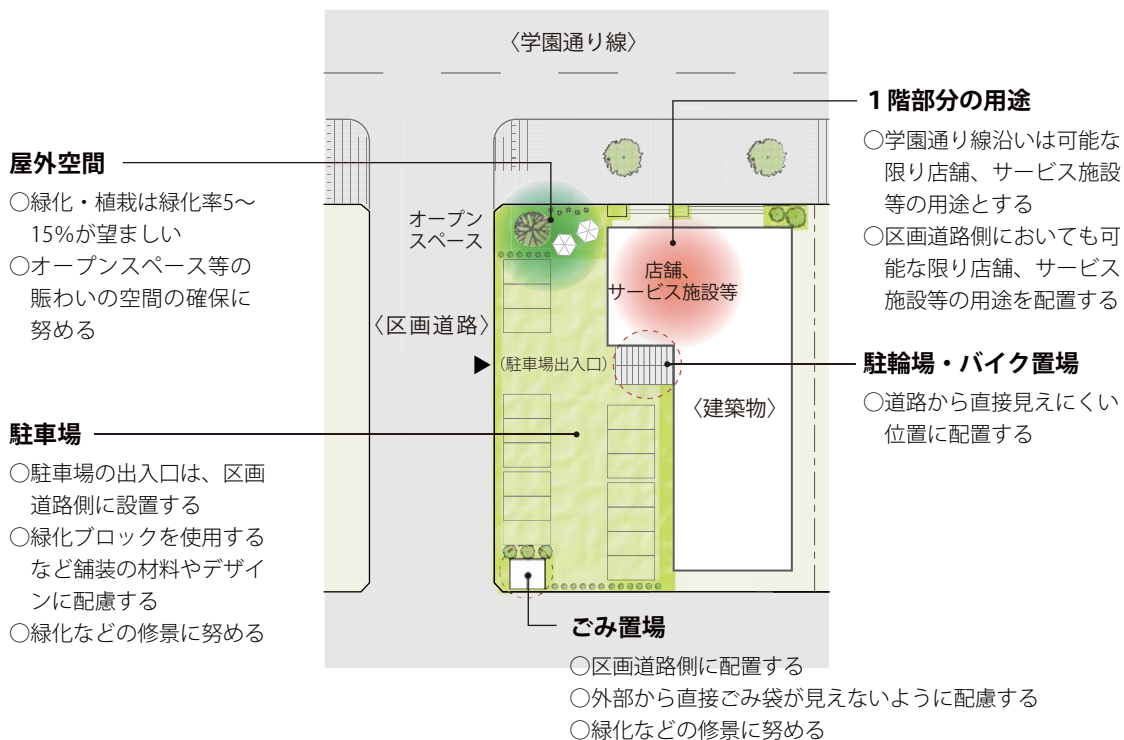 〈学園通り線〉
屋外空間
○緑化・植栽は緑化率5〜
15%が望ましい
○オープンスペース等の
賑わいの空間の確保に
努める
駐車場
○駐車場の出入口は、区画
道路側に設置する
○緑化ブロックを使用する
など舗装の材料やデザイ
ンに配慮する
○緑化などの修景に努める
オープン
スペース
〈区画道路〉
(駐車場出入口)
店舗、
サービス施設等
〈建築物〉
1階部分の用途
○学園通り線沿いは可能な
限り店舗、サービス施設
等の用途とする
○区画道路側においても可
能な限り店舗、サービス
施設等の用途を配置する
駐輪場・バイク置場
○道路から直接見えにくい
位置に配置する
ごみ置場
○区画道路側に配置する
○外部から直接ごみ袋が見えないように配慮する
○緑化などの修景に努める